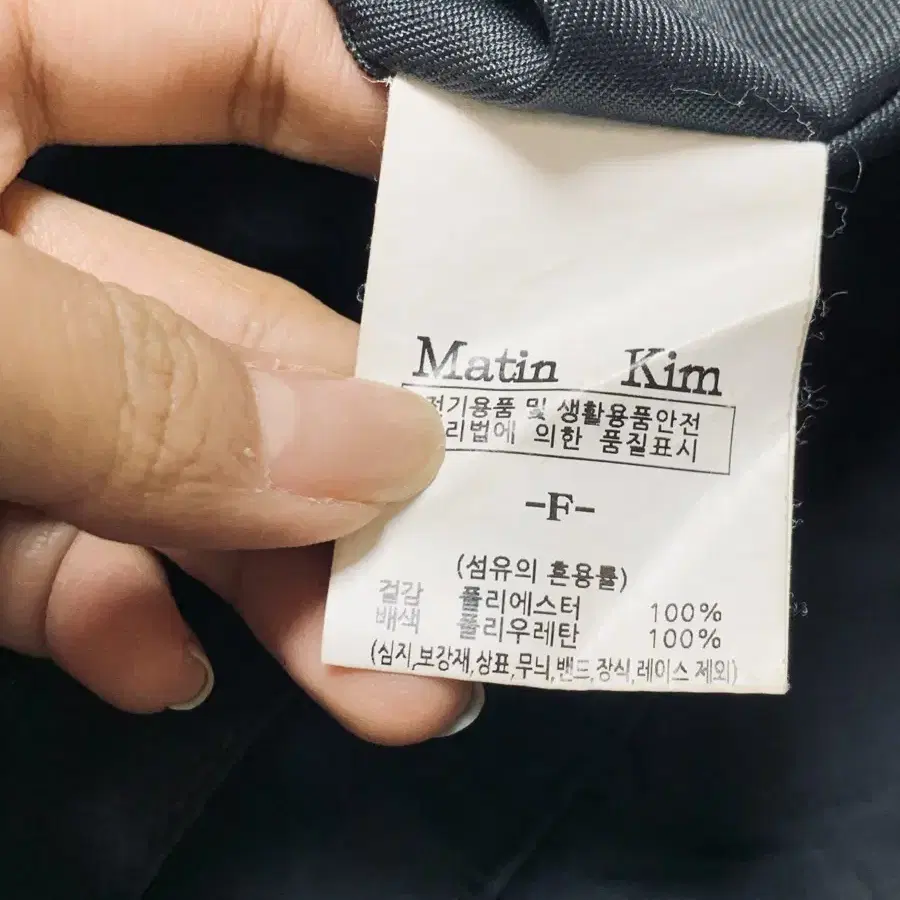 Matin Kim
전기용품 및 생활용품안전
리법에 의한 품질표시
-F-
(섬유의 혼용률)
겉감 폴리에스터 100%
배색 폴리우레탄 100%
(심지,보강재,상표,무늬,밴드,장식,레이스 제외)